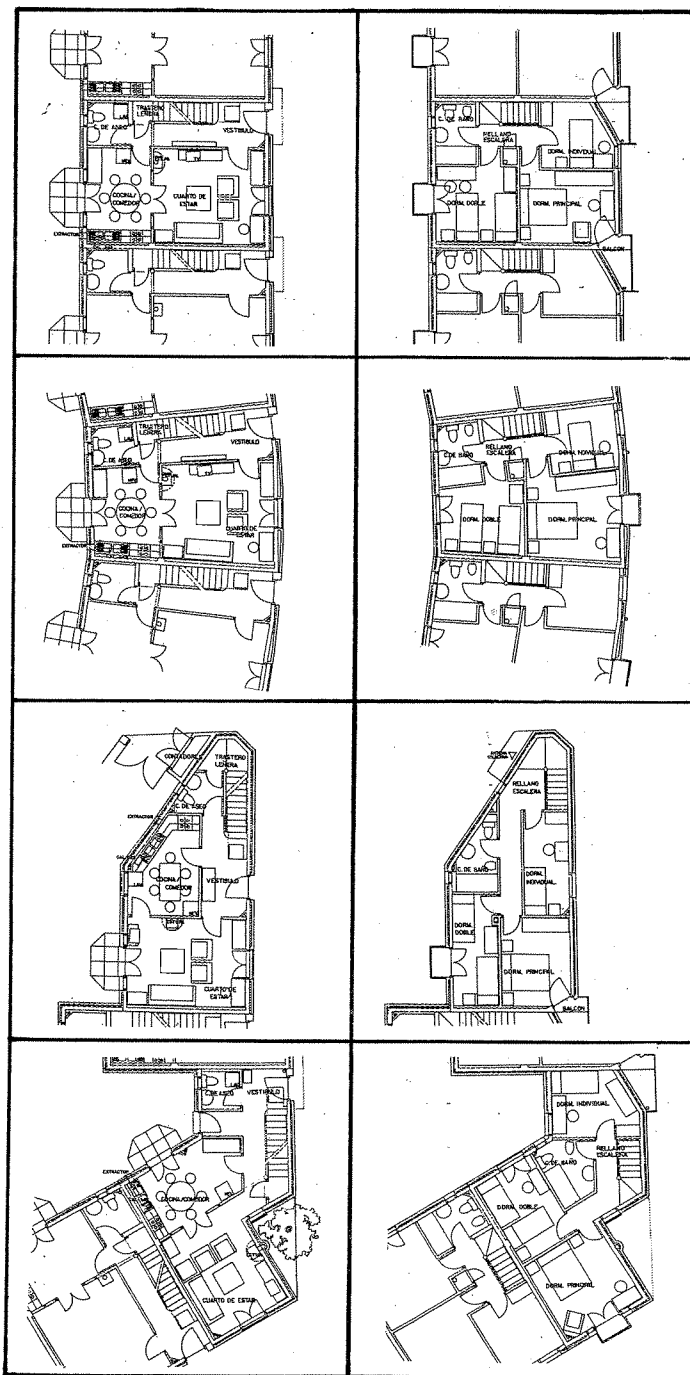 TRASTERO
LEÑERA
C. DE ASEO
VESTIBULO
COCINA/
COMEDOR
CUARTO DE
ESTAR
EXTRACTOR
C. DE BAÑO
RELLANO
ESCALERA
DORM. INDIVIDUAL
DORM. DOBLE
DORM. PRINCIPAL
BALCON
TRASTERO
LEÑERA
VESTIBULO
C. DE ASEO
COCINA/
COMEDOR
CUARTO DE
ESTAR
EXTRACTOR
C. DE BAÑO
RELLANO
ESCALERA
DORM. INDIVIDUAL
DORM. DOBLE
DORM. PRINCIPAL
CONTADORES
TRASTERO
LEÑERA
C. DE ASEO
EXTRACTOR
COCINA/
COMEDOR
VESTIBULO
ESTUFA
CUARTO DE
ESTAR
RELLANO
ESCALERA
C. DE BAÑO
DORM.
INDIVIDUAL
DORM.
DOBLE
DORM. PRINCIPAL
BALCON
C. DE ASEO
LAV.
VESTIBULO
EXTRACTOR
COCINA/COMEDOR
CUARTO DE ESTAR
DORM. INDIVIDUAL
RELLANO
ESCALERA
C. DE BAÑO
DORM. DOBLE
DORM. PRINCIPAL